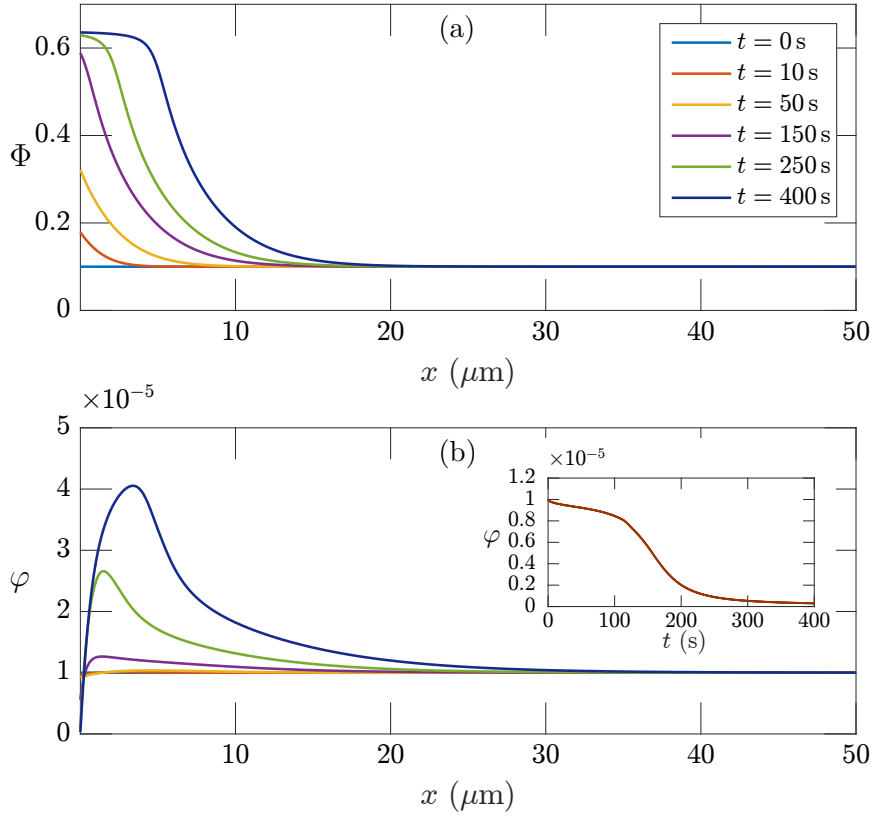 (a)
0.6
0.4
0.2
0
Φ
10
20
30
40
50
x (μm)
t = 0 s
t = 10 s
t = 50 s
t = 150 s
t = 250 s
t = 400 s
×10⁻⁵
(b)
5
4
3
2
1
0
φ
10
20
30
40
50
x (μm)
×10⁻⁵
1.2
1
0.8
0.6
0.4
0.2
0
φ
0
100
200
300
400
t (s)